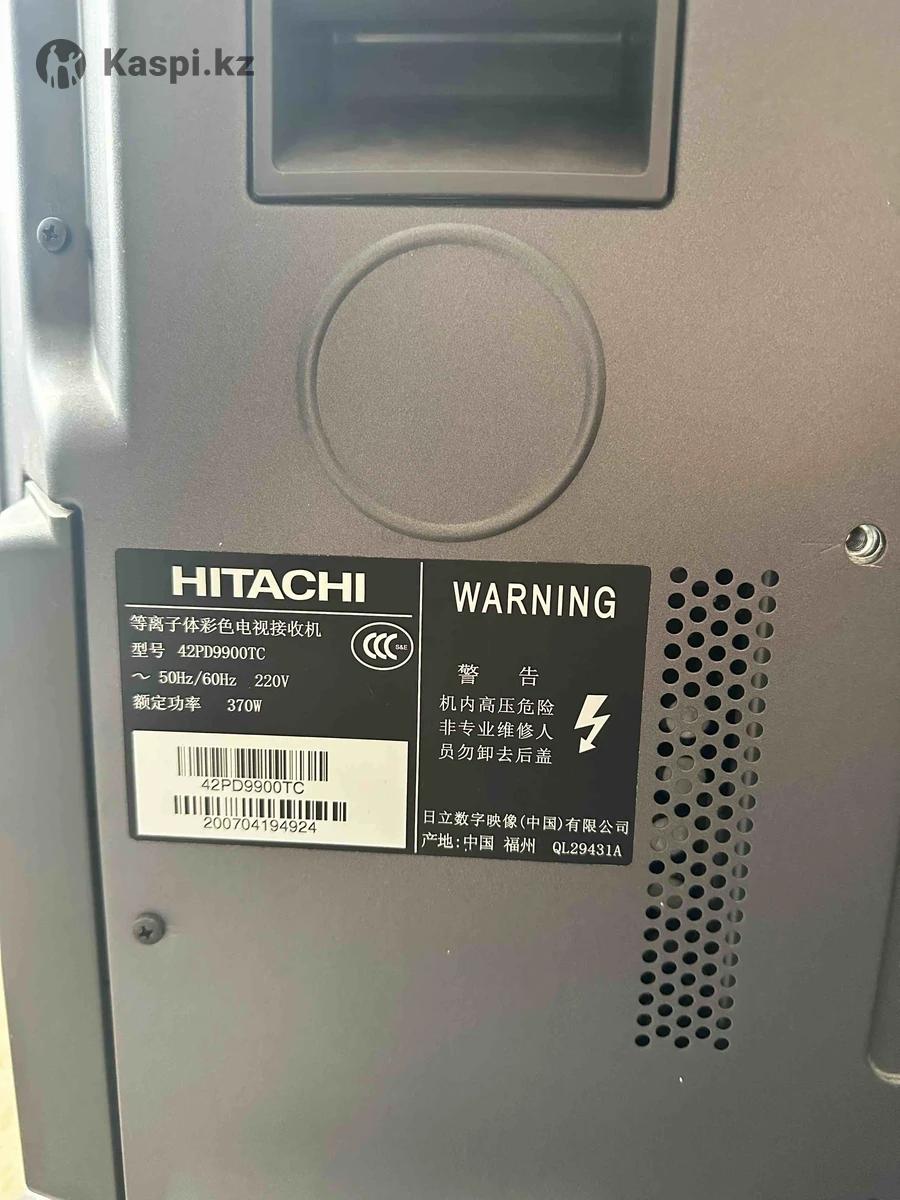 Kaspi.kz
HITACHI
等离子体彩色电视接收机
型号 42PD9900TC
～ 50Hz/60Hz 220V
额定功率 370W
S&E
42PD9900TC
200704194924
WARNING
警 告
机内高压危险
非专业维修人
员勿卸去后盖
日立数字映像(中国)有限公司
产地:中国 福州 QL29431A